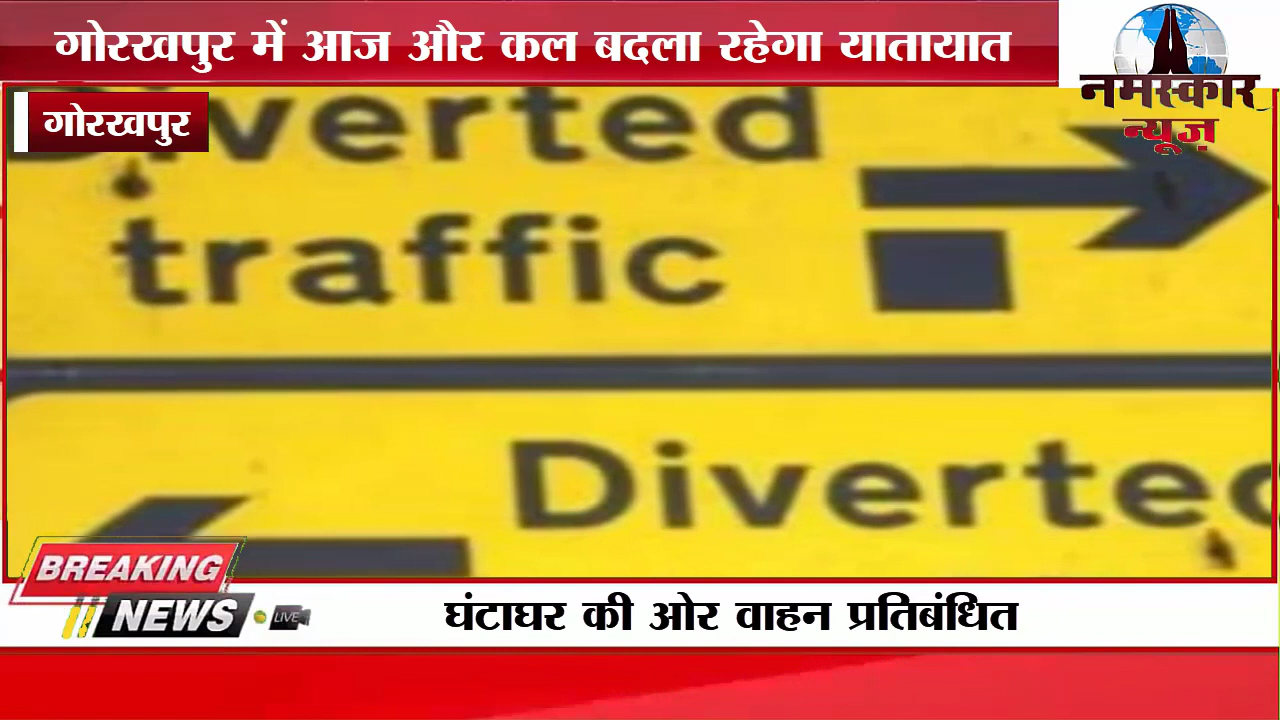 गोरखपुर में आज और कल बदला रहेगा यातायात
नमस्कार
न्यूज़
गोरखपुर
Diverted
traffic
Diverted
BREAKING
NEWS
LIVE
घंटाघर की ओर वाहन प्रतिबंधित